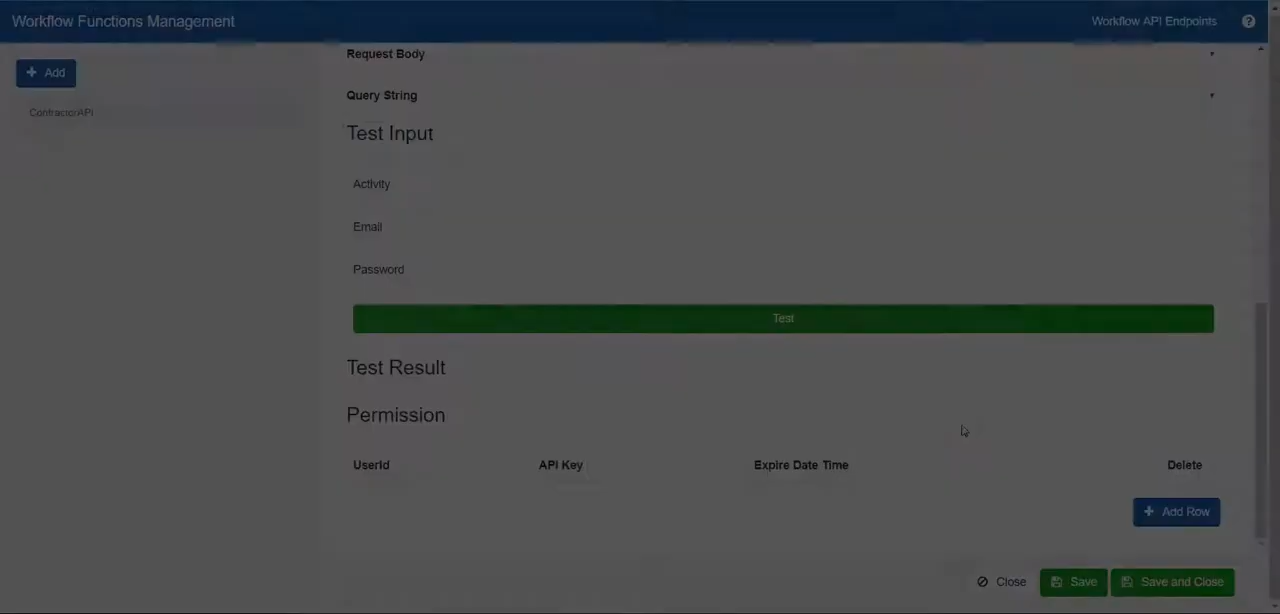 Workflow Functions Management
Workflow API Endpoints
Add
ContractorAPI
Request Body
Query String
Test Input
Activity
Email
Password
Test
Test Result
Permission
UserId API Key Expire Date Time Delete
Add Row
Close Save Save and Close